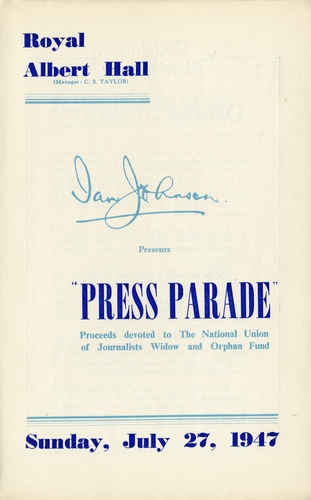 Royal
Albert Hall
(Manager: C. S. TAYLOR)
Ian Johnson.
Presents
"PRESS PARADE"
Proceeds devoted to The National Union
of Journalists Widow and Orphan Fund
Sunday, July 27, 1947